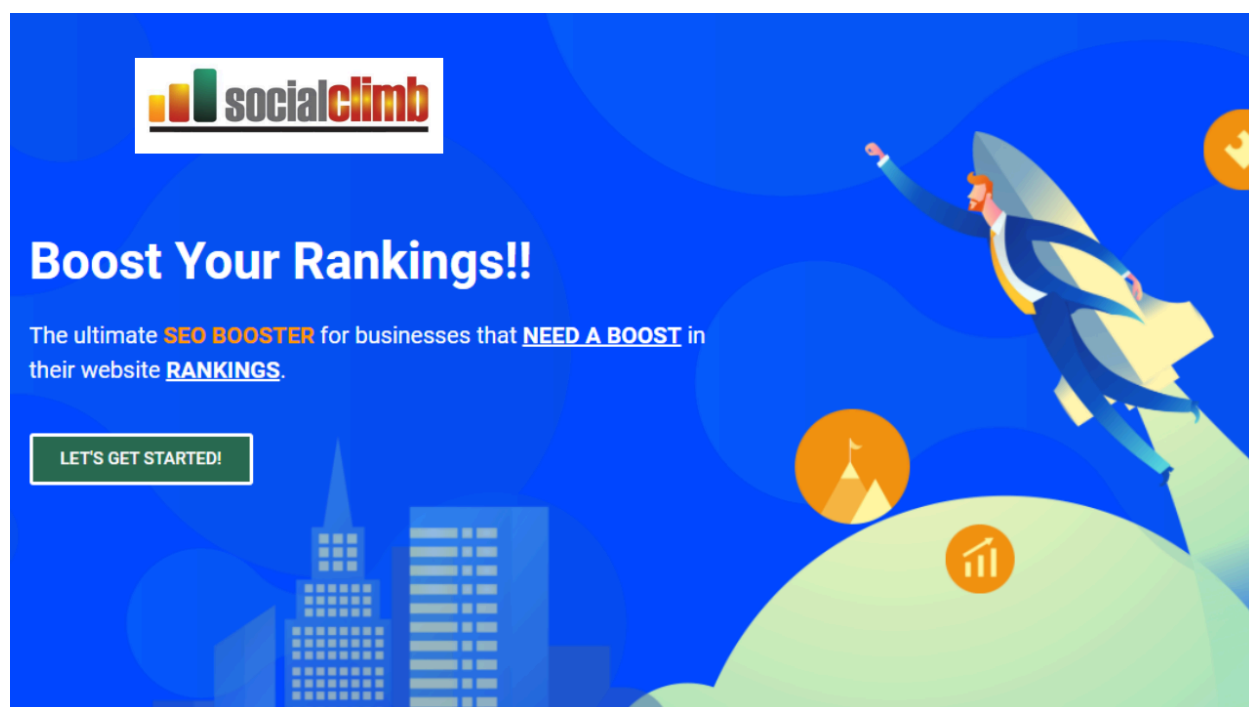 socialclimb
Boost Your Rankings!!
The ultimate SEO BOOSTER for businesses that NEED A BOOST in
their website RANKINGS.
LET'S GET STARTED!